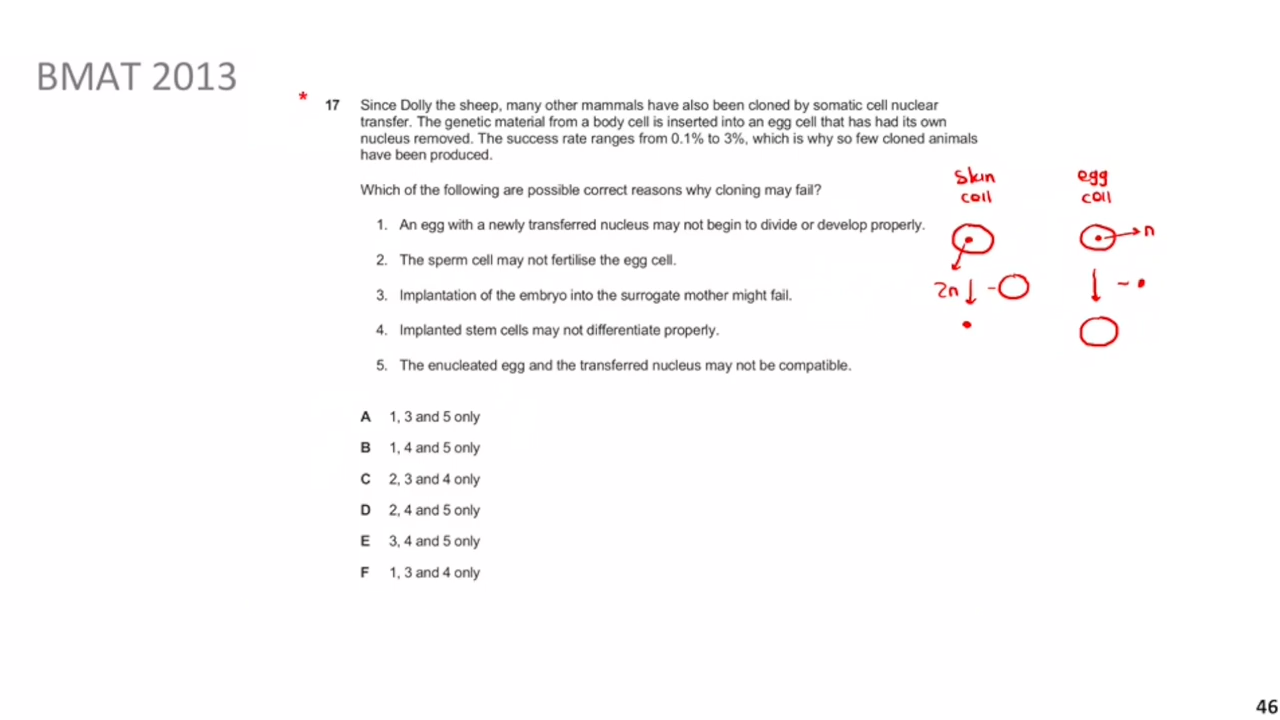 BMAT 2013
* 17 Since Dolly the sheep, many other mammals have also been cloned by somatic cell nuclear
transfer. The genetic material from a body cell is inserted into an egg cell that has had its own
nucleus removed. The success rate ranges from 0.1% to 3%, which is why so few cloned animals
have been produced.
Which of the following are possible correct reasons why cloning may fail?
1. An egg with a newly transferred nucleus may not begin to divide or develop properly.
2. The sperm cell may not fertilise the egg cell.
3. Implantation of the embryo into the surrogate mother might fail.
4. Implanted stem cells may not differentiate properly.
5. The enucleated egg and the transferred nucleus may not be compatible.
A 1, 3 and 5 only
B 1, 4 and 5 only
C 2, 3 and 4 only
D 2, 4 and 5 only
E 3, 4 and 5 only
F 1, 3 and 4 only
skin
cell
2n
egg
cell
n
46